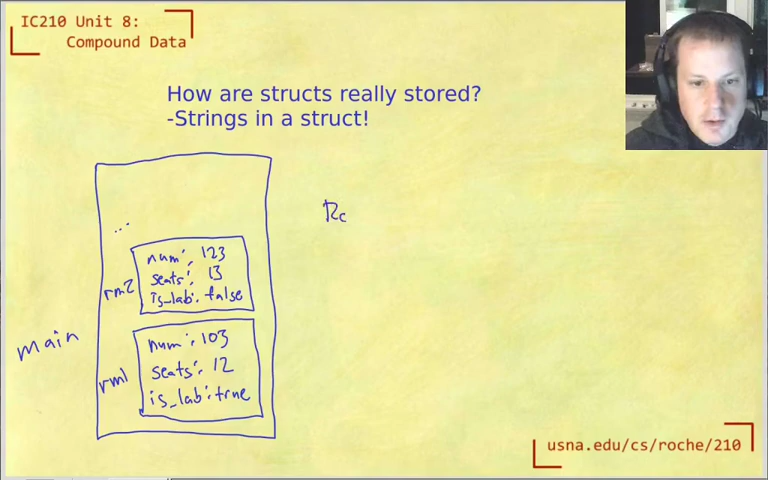 IC210 Unit 8:
Compound Data
How are structs really stored?
-Strings in a struct!
...
rm2
num: 123
seats: 13
is_lab: false
main
rm1
num: 103
seats: 12
is_lab: true
Rc
usna.edu/cs/roche/210